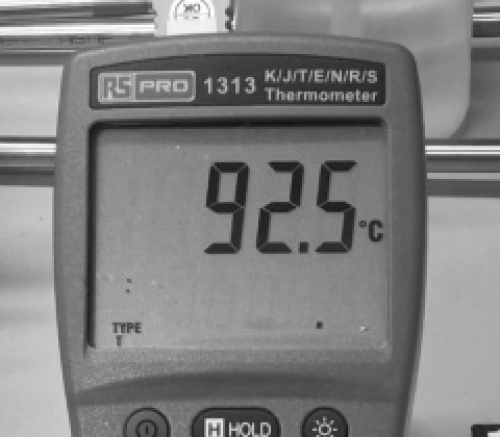 RS PRO 1313 K/J/T/E/N/R/S
Thermometer
92.5 °C
TYPE
T
H HOLD